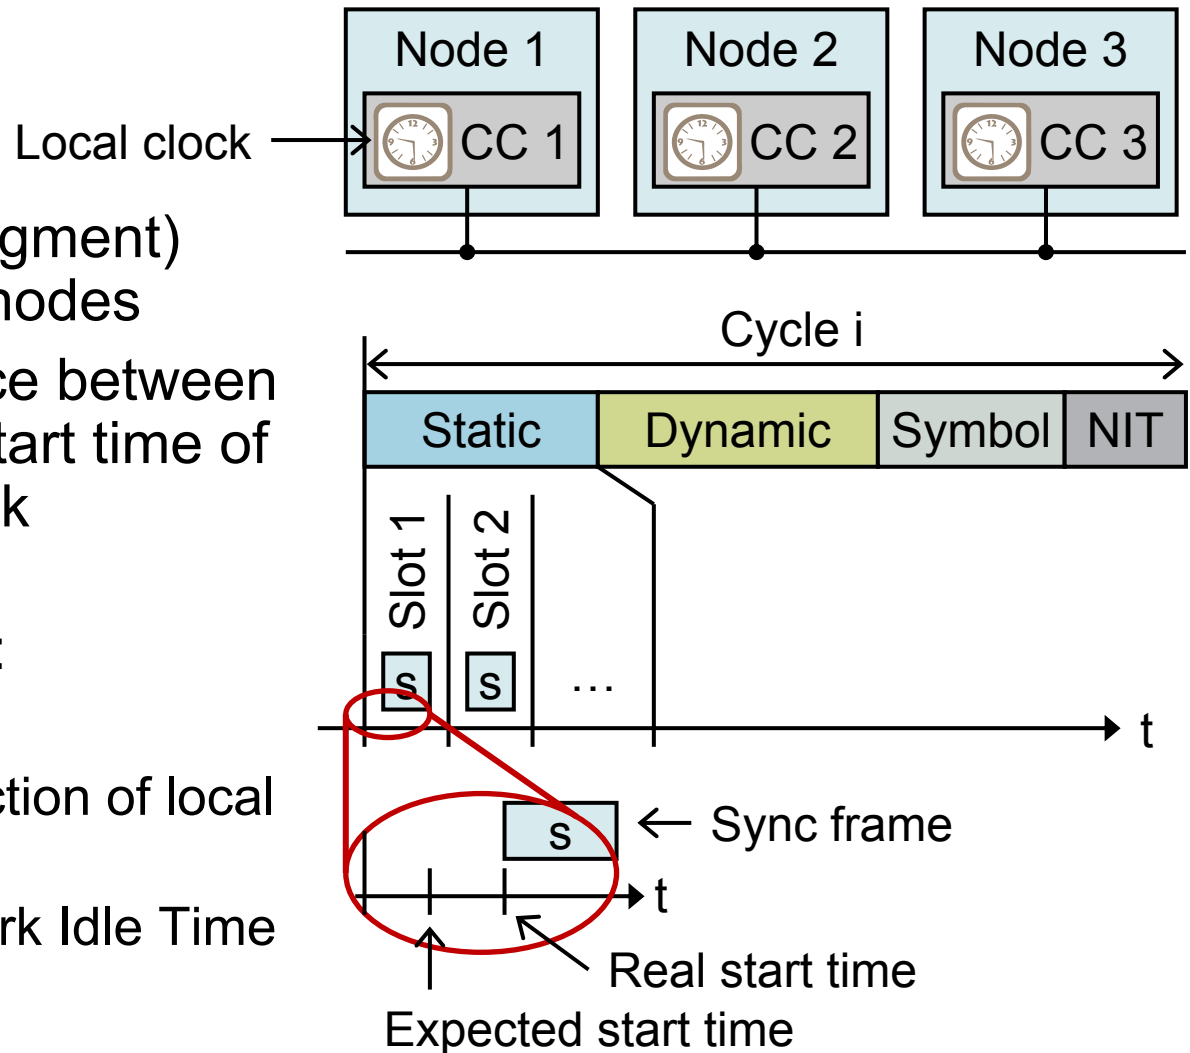 Node 1
Node 2
Node 3
Local clock
CC 1
CC 2
CC 3
gment)
nodes
Cycle i
ce between
Static
Dynamic
Symbol
NIT
tart time of
k
Slot 1
Slot 2
s
s
...
t
ction of local
s
Sync frame
t
rk Idle Time
Real start time
Expected start time